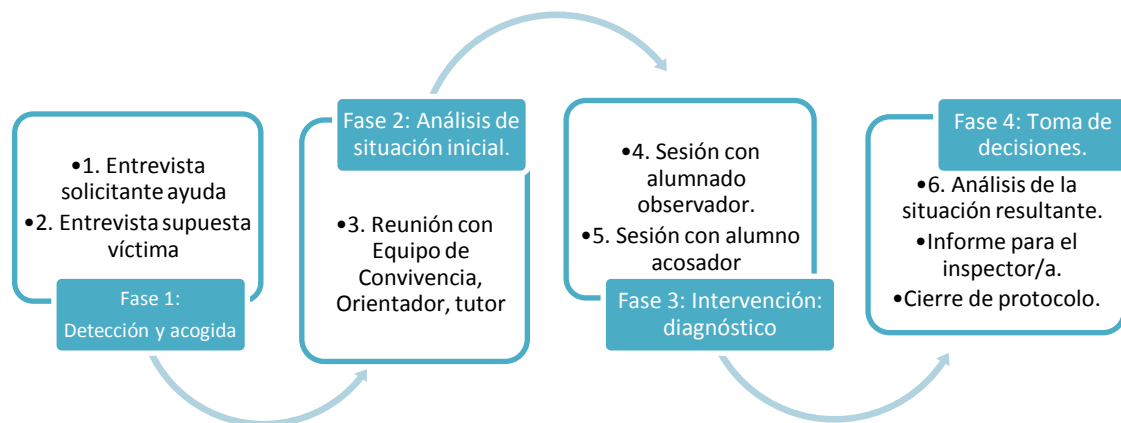 •1. Entrevista
solicitante ayuda
•2. Entrevista supuesta
víctima
Fase 1:
Detección y acogida
Fase 2: Análisis de
situación inicial.
•3. Reunión con
Equipo de
Convivencia,
Orientador, tutor
•4. Sesión con
alumnado
observador.
•5. Sesión con alumno
acosador
Fase 3: Intervención:
diagnóstico
Fase 4: Toma de
decisiones.
•6. Análisis de la
situación resultante.
•Informe para el
inspector/a.
•Cierre de protocolo.